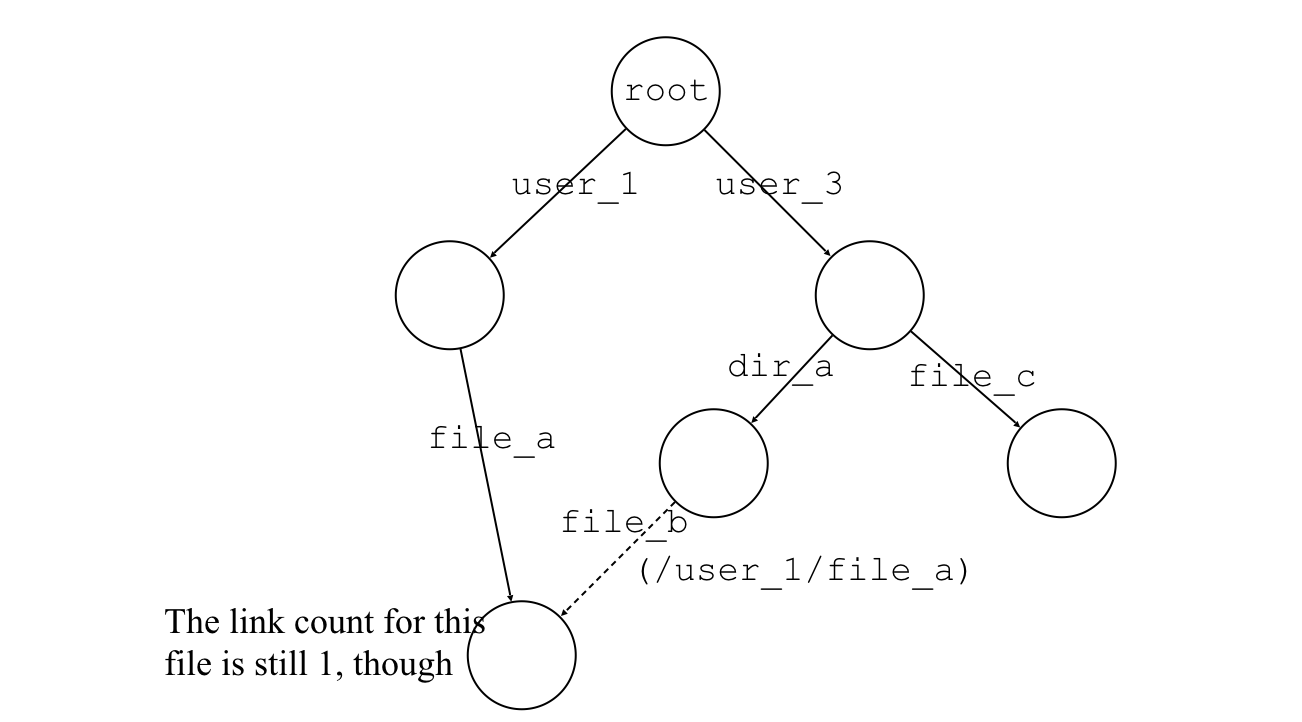 root
user_1
user_3
dir_a
file_c
file_a
file_b
(/user_1/file_a)
The link count for this
file is still 1, though